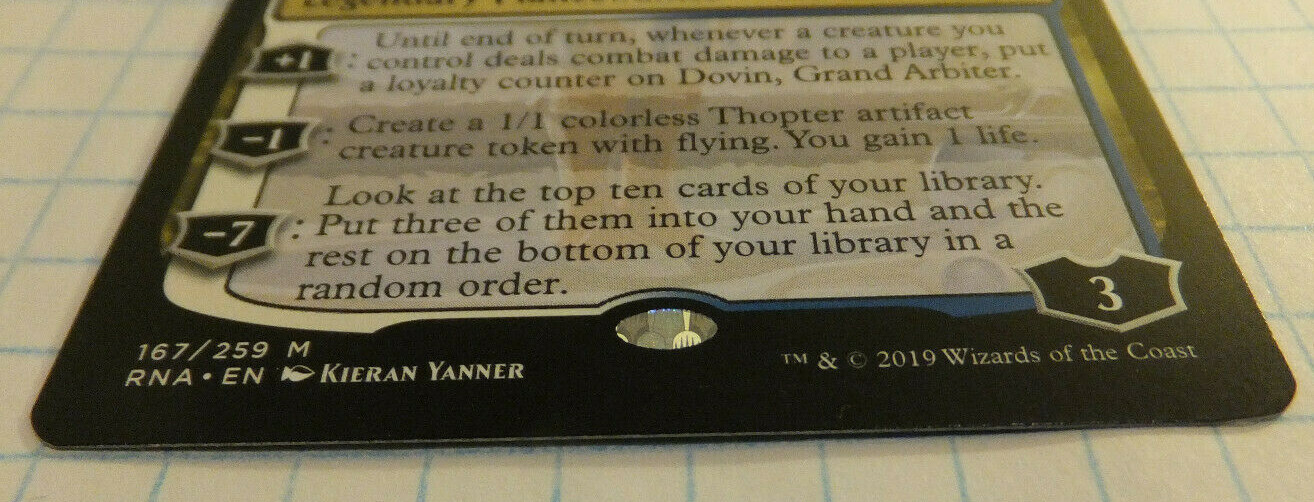 Legendary
+1 : Until end of turn, whenever a creature you
control deals combat damage to a player, put
a loyalty counter on Dovin, Grand Arbiter.
−1 : Create a 1/1 colorless Thopter artifact
creature token with flying. You gain 1 life.
−7 : Look at the top ten cards of your library.
Put three of them into your hand and the
rest on the bottom of your library in a
random order.
3
167/259 M
RNA • EN KIERAN YANNER
™ & © 2019 Wizards of the Coast